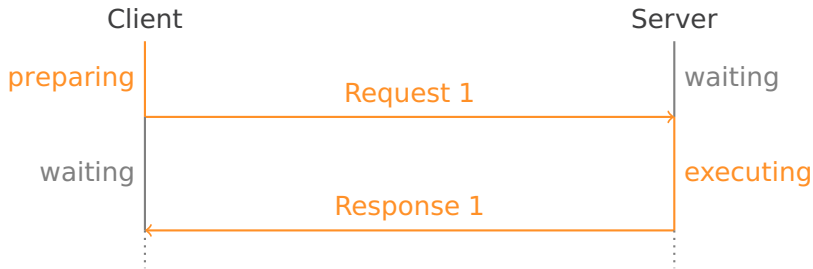 Client
Server
preparing
waiting
Request 1
waiting
executing
Response 1